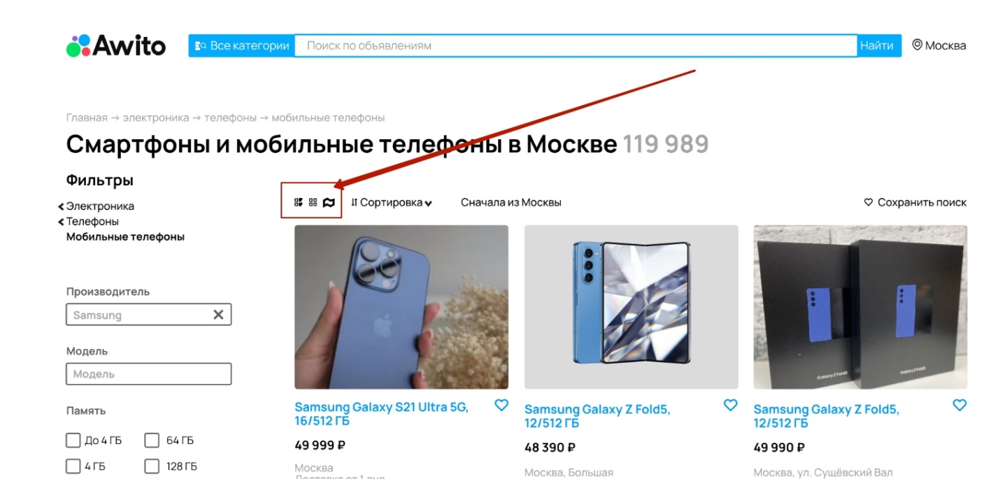 Awito
Все категории
Поиск по объявлениям
Найти
Москва
Главная → электроника → телефоны → мобильные телефоны
Смартфоны и мобильные телефоны в Москве 119 989
Фильтры
Электроника
Телефоны
Мобильные телефоны
Производитель
Samsung
Модель
Модель
Память
До 4 ГБ
64 ГБ
4 ГБ
128 ГБ
Сортировка
Сначала из Москвы
Сохранить поиск
Galaxy Z Fold5
Galaxy Z Fold5
Samsung Galaxy S21 Ultra 5G,
16/512 ГБ
49 999 ₽
Москва
Доставка от 1 дня
Samsung Galaxy Z Fold5,
12/512 ГБ
48 390 ₽
Москва, Большая
Samsung Galaxy Z Fold5,
12/512 ГБ
49 990 ₽
Москва, ул. Сущёвский Вал